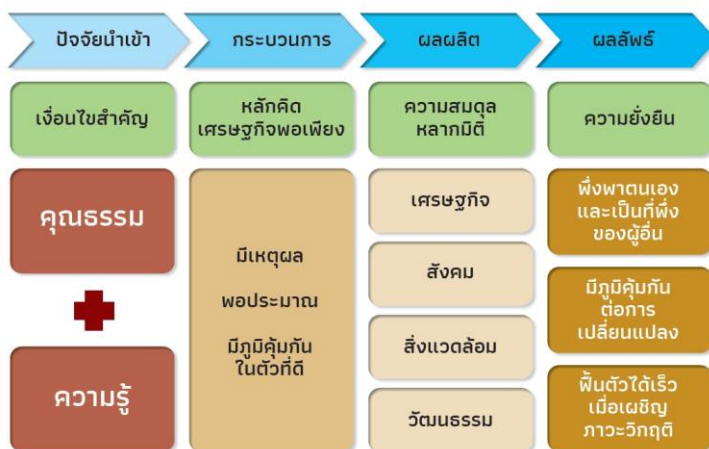 ปัจจัยนำเข้า
กระบวนการ
ผลผลิต
ผลลัพธ์
เงื่อนไขสำคัญ
หลักคิด
เศรษฐกิจพอเพียง
ความสมดุล
หลากมิติ
ความยั่งยืน
คุณธรรม
ความรู้
มีเหตุผล
พอประมาณ
มีภูมิคุ้มกัน
ในตัวที่ดี
เศรษฐกิจ
สังคม
สิ่งแวดล้อม
วัฒนธรรม
พึ่งพาตนเอง
และเป็นที่พึ่ง
ของผู้อื่น
มีภูมิคุ้มกัน
ต่อการ
เปลี่ยนแปลง
ฟื้นตัวได้เร็ว
เมื่อเผชิญ
ภาวะวิกฤติ